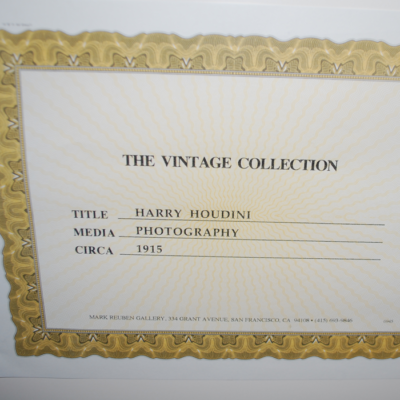 THE VINTAGE COLLECTION
TITLE HARRY HOUDINI
MEDIA PHOTOGRAPHY
CIRCA 1915
MARK REUBEN GALLERY, 334 GRANT AVENUE, SAN FRANCISCO, CA